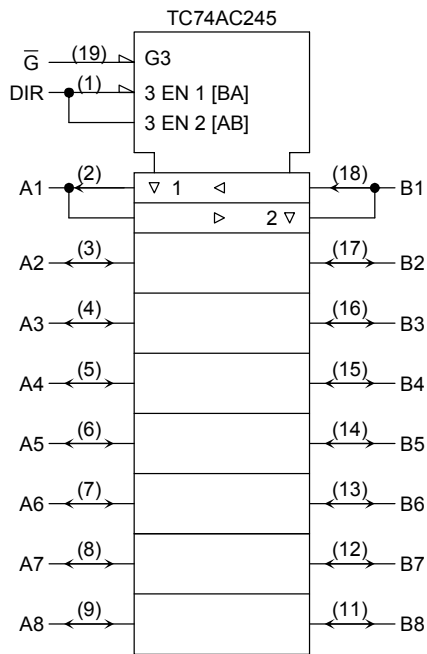 TC74AC245
G̅ (19) G3
DIR (1) 3 EN 1 [BA]
3 EN 2 [AB]
A1 (2) ▽ 1 ◁ (18) B1
▷ 2 ▽
A2 (3) (17) B2
A3 (4) (16) B3
A4 (5) (15) B4
A5 (6) (14) B5
A6 (7) (13) B6
A7 (8) (12) B7
A8 (9) (11) B8